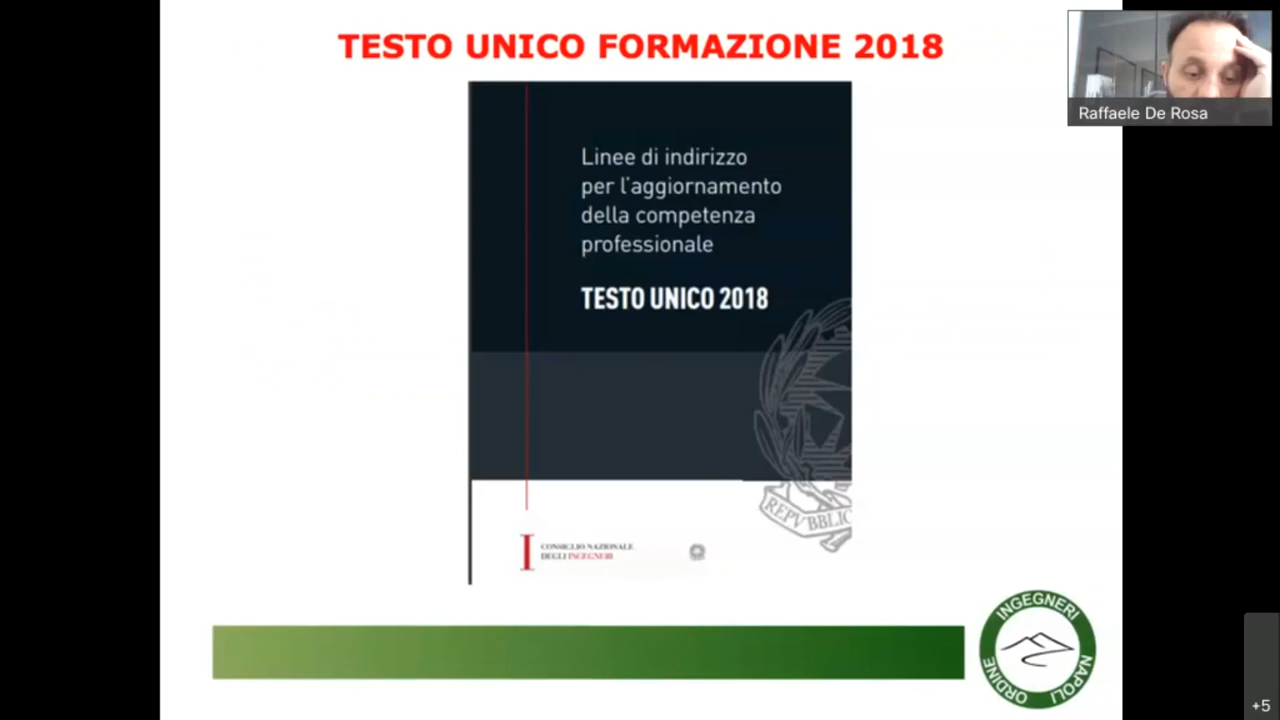 TESTO UNICO FORMAZIONE 2018
Raffaele De Rosa
Linee di indirizzo
per l'aggiornamento
della competenza
professionale
TESTO UNICO 2018
REPVBBLIC
I CONSIGLIO NAZIONALE
DEGLI INGEGNERI
ORDINE INGEGNERI NAPOLI
+5